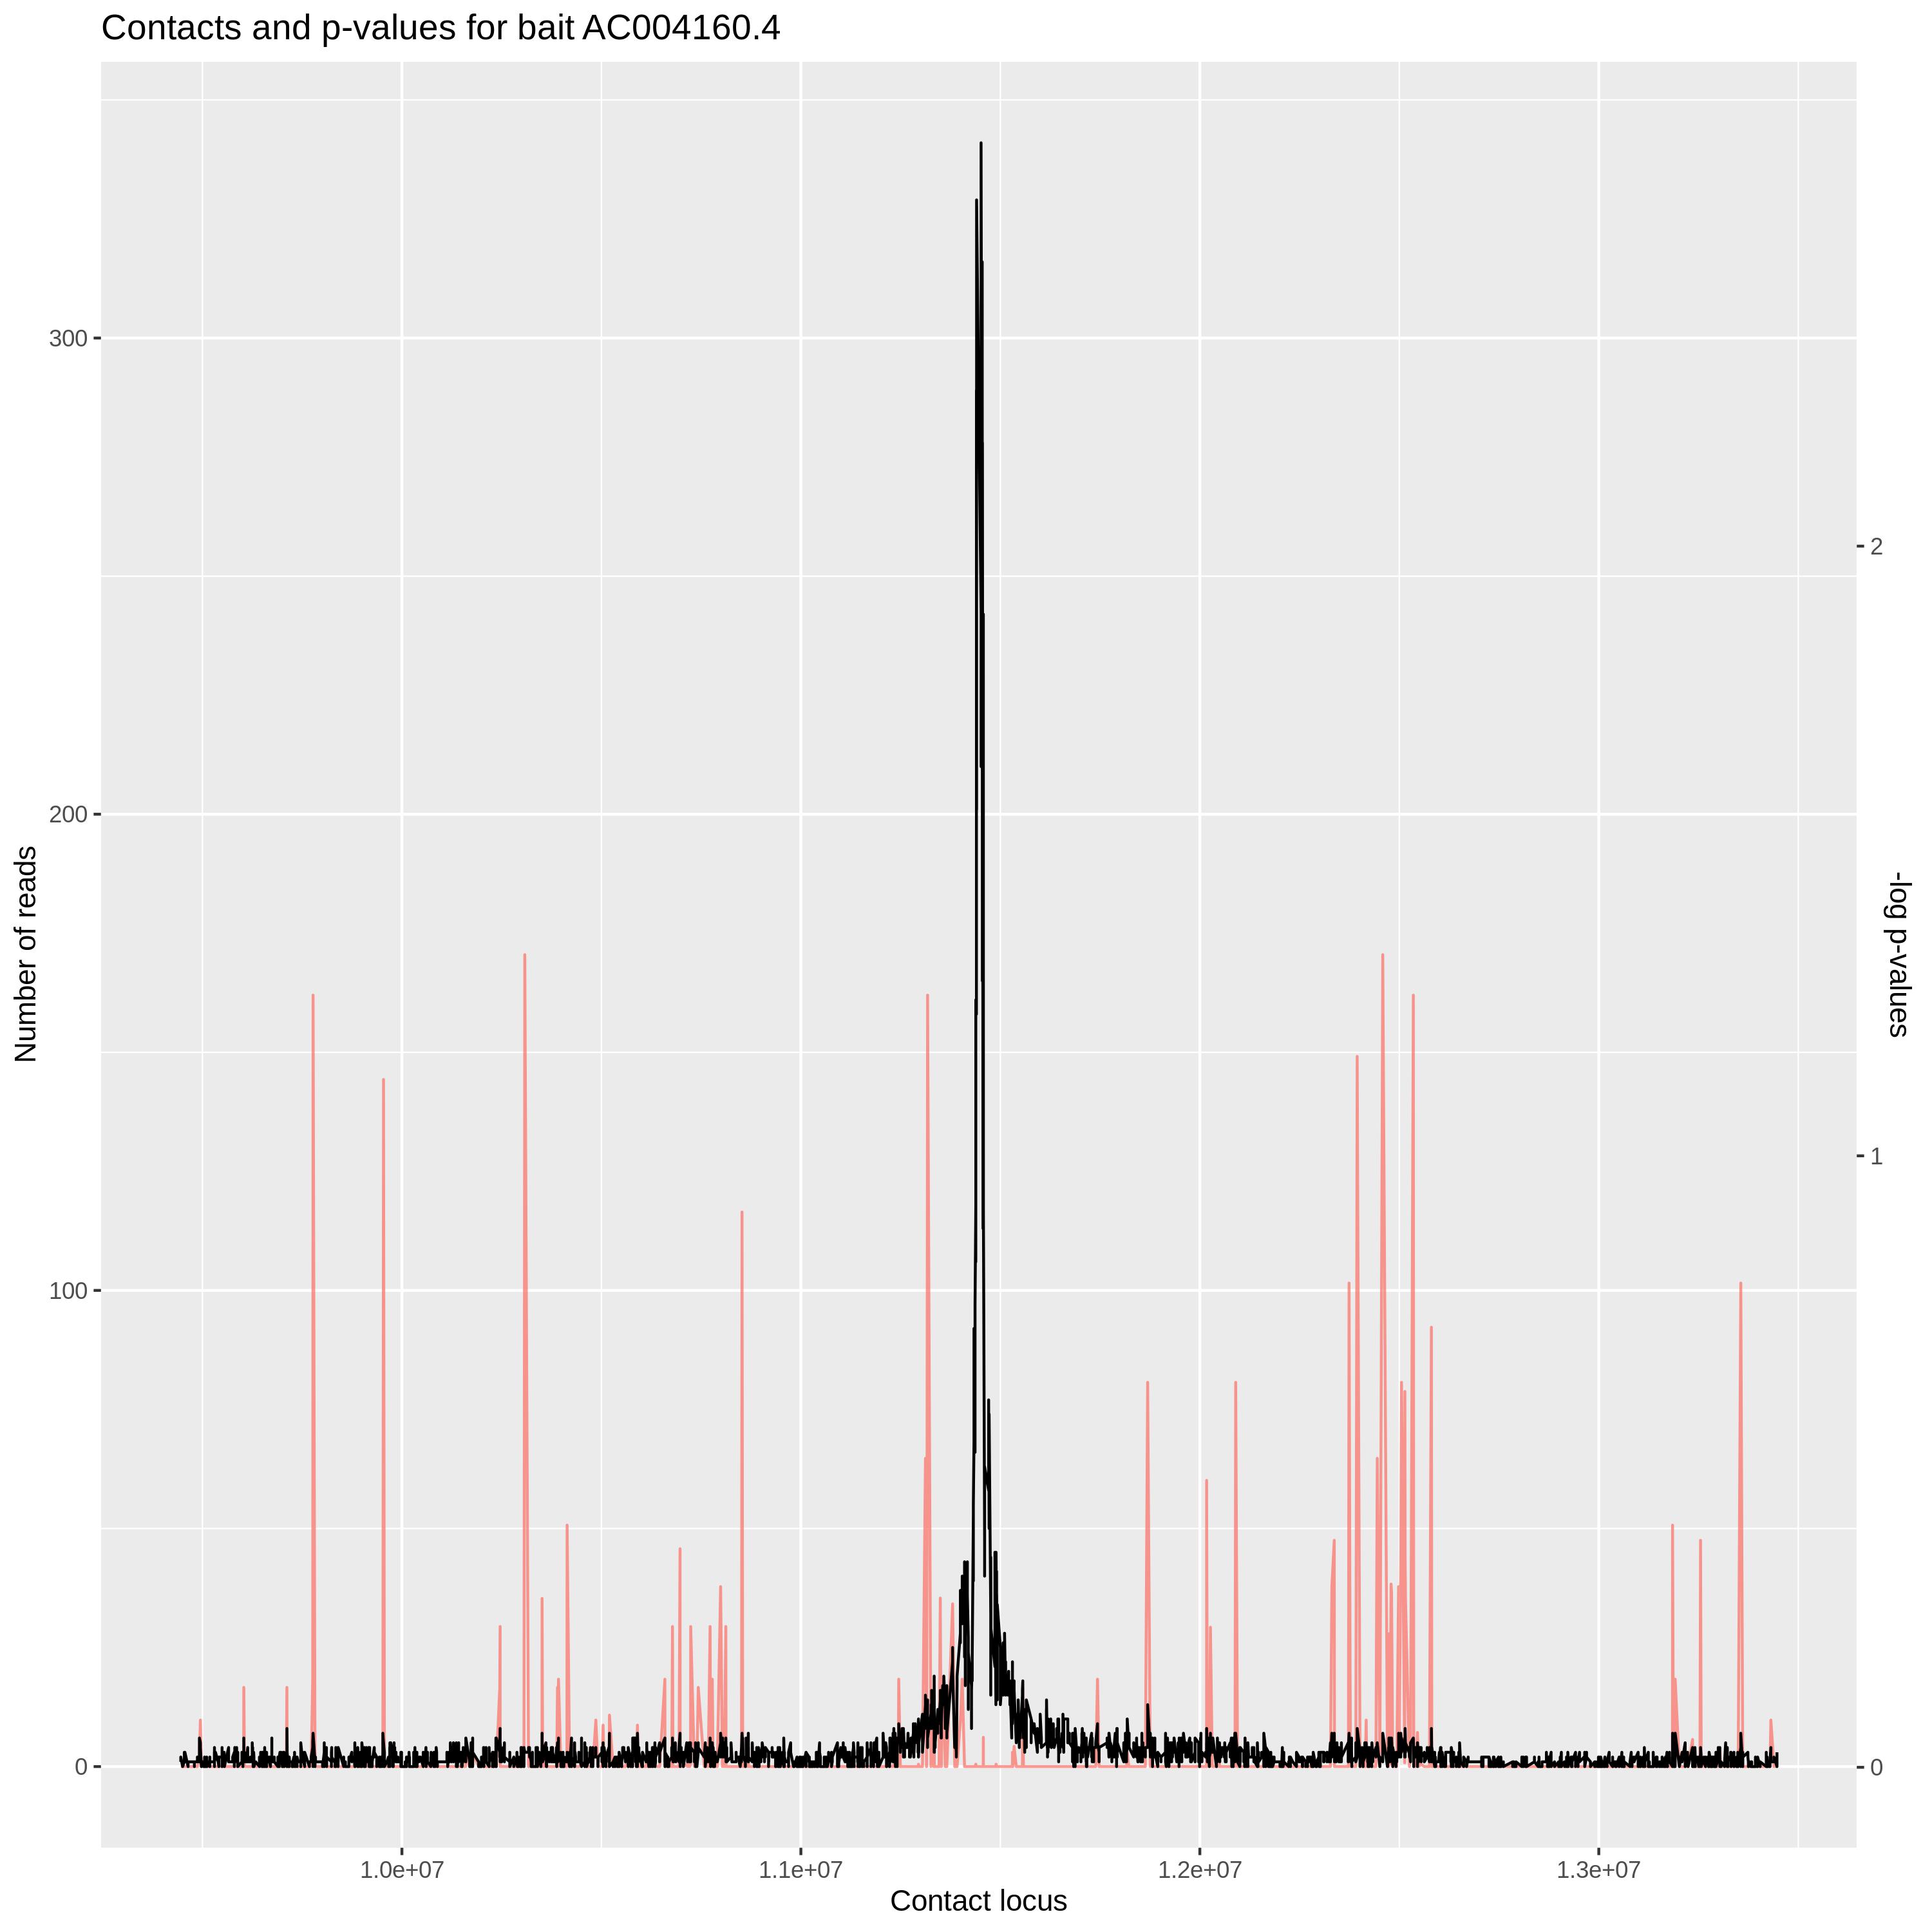 Contacts and p-values for bait AC004160.4
300
200
100
0
Number of reads
2
1
0
-log p-values
1.0e+07
1.1e+07
1.2e+07
1.3e+07
Contact locus